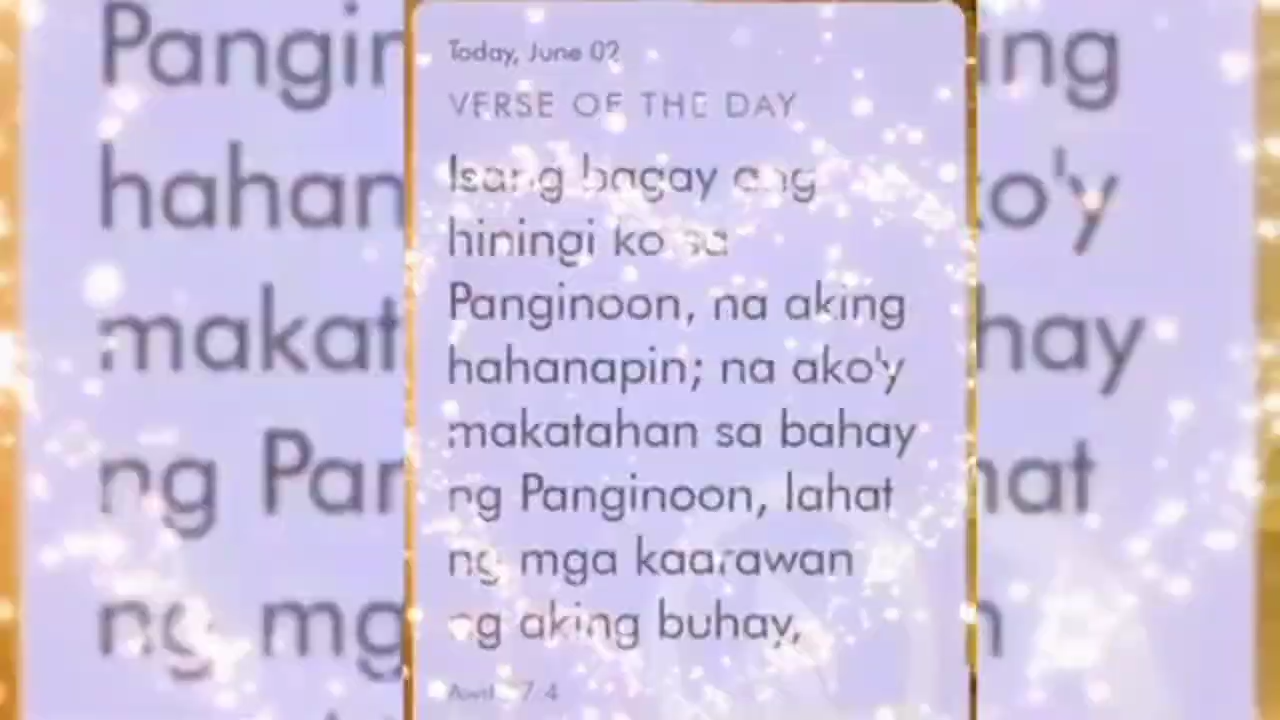 Today, June 02
VERSE OF THE DAY
Isang bagay ang
hiningi ko sa
Panginoon, na aking
hahanapin; na ako'y
makatahan sa bahay
ng Panginoon, lahat
ng mga kaarawan
ng aking buhay,